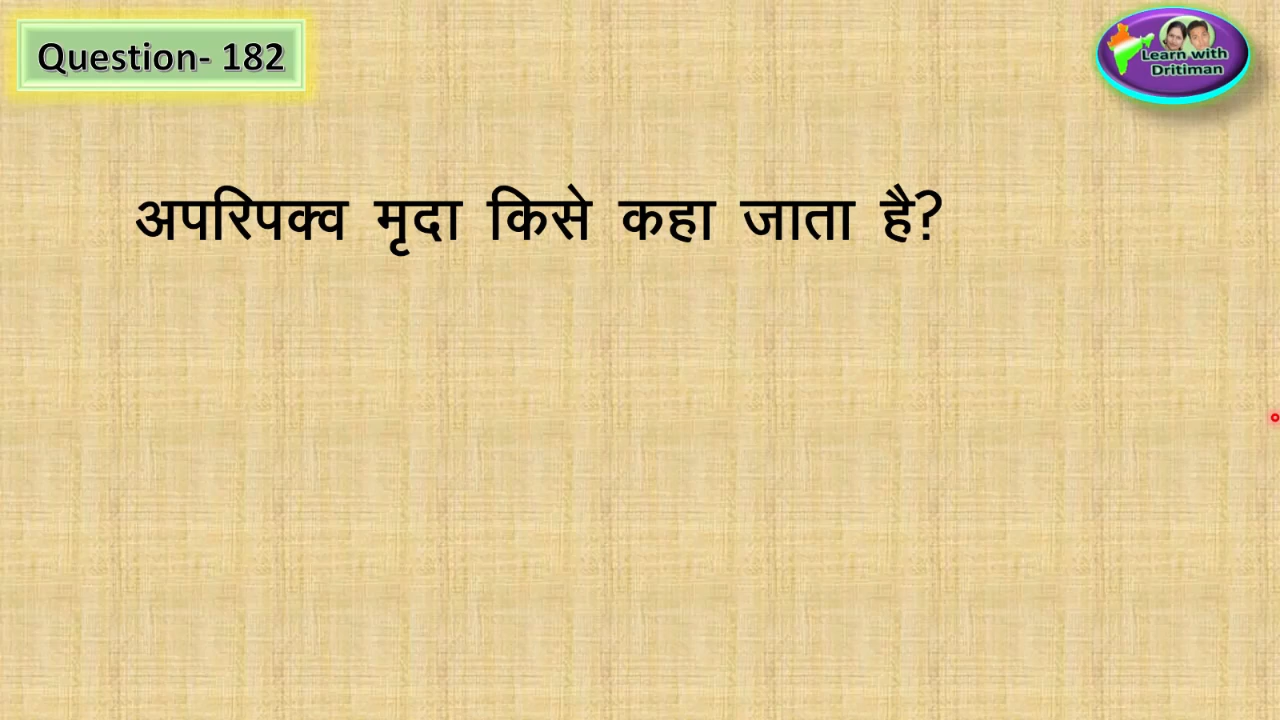 Question- 182
Learn with
Dritiman
अपरिपक्व मृदा किसे कहा जाता है?